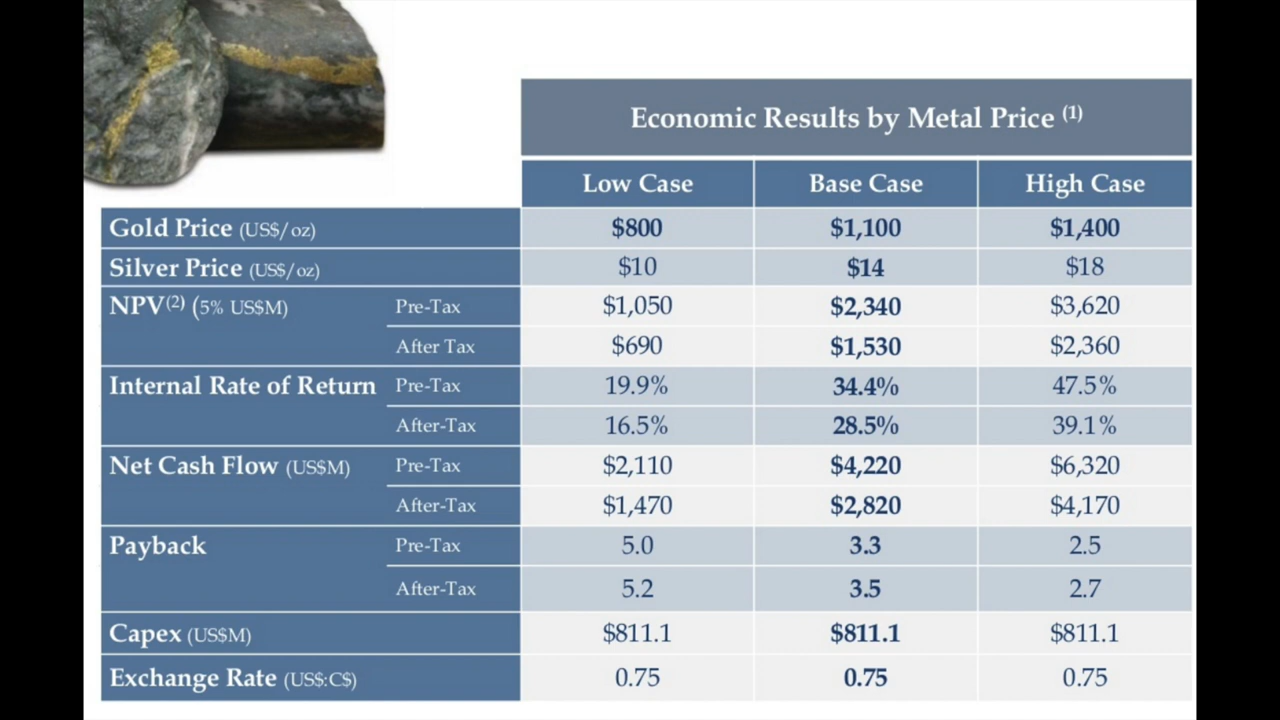 Economic Results by Metal Price (1)
Low Case Base Case High Case
Gold Price (US$/oz) $800 $1,100 $1,400
Silver Price (US$/oz) $10 $14 $18
NPV(2) (5% US$M) Pre-Tax $1,050 $2,340 $3,620
After Tax $690 $1,530 $2,360
Internal Rate of Return Pre-Tax 19.9% 34.4% 47.5%
After-Tax 16.5% 28.5% 39.1%
Net Cash Flow (US$M) Pre-Tax $2,110 $4,220 $6,320
After-Tax $1,470 $2,820 $4,170
Payback Pre-Tax 5.0 3.3 2.5
After-Tax 5.2 3.5 2.7
Capex (US$M) $811.1 $811.1 $811.1
Exchange Rate (US$:C$) 0.75 0.75 0.75